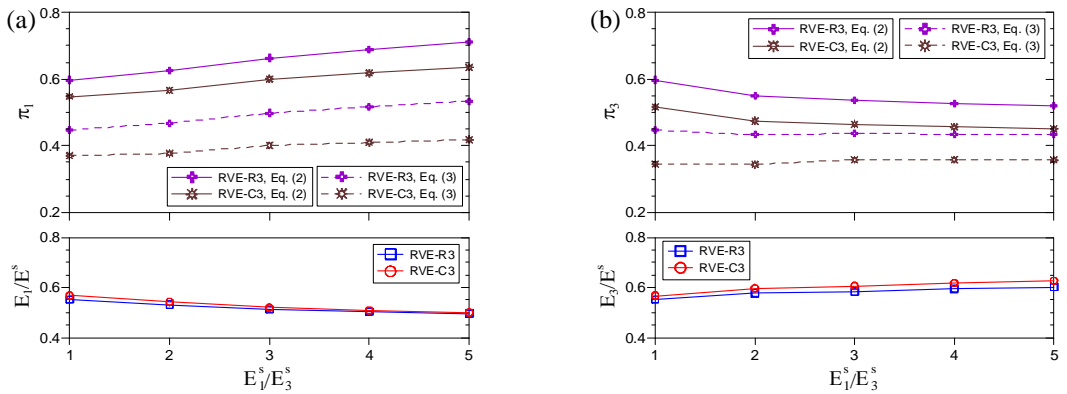 (a)
0.8
0.6
0.4
0.2
π₁
RVE-R3, Eq. (2)
RVE-C3, Eq. (2)
RVE-R3, Eq. (3)
RVE-C3, Eq. (3)
0.8
0.6
0.4
E₁/Eˢ
RVE-R3
RVE-C3
1 2 3 4 5
E₁ˢ/E₃ˢ
(b)
0.8
0.6
0.4
0.2
π₃
RVE-R3, Eq. (2)
RVE-C3, Eq. (2)
RVE-R3, Eq. (3)
RVE-C3, Eq. (3)
0.8
0.6
0.4
E₃/Eˢ
RVE-R3
RVE-C3
1 2 3 4 5
E₁ˢ/E₃ˢ